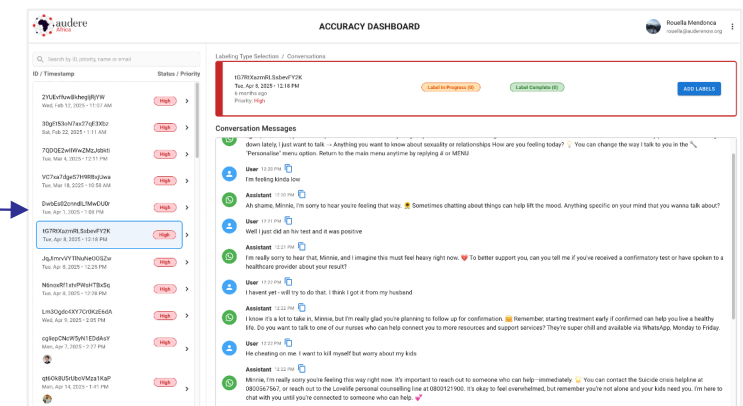 audere
Africa
ACCURACY DASHBOARD
Rouella Mendonca
rouella@auderenow.org
Search by ID, priority, name or email
ID / Timestamp
Status / Priority
2YUEvHuwBkhegljRjYW
Wed, Feb 12, 2025 • 11:57 AM
High
30gEtS3oN7ax27qE3Xbz
Sat, Feb 22, 2025 • 1:11 AM
High
7QDQE2wIlWwZMzJsbkti
Tue, Mar 4, 2025 • 12:11 PM
High
VC7xa7dgeS7H9RBxjUwa
Tue, Mar 18, 2025 • 10:50 AM
High
DwbEs02cnndlLfMwDU0r
Tue, Apr 1, 2025 • 1:08 PM
High
tG7RtXazmRLSsbevFY2K
Tue, Apr 8, 2025 • 12:18 PM
High
JqJlmvVYTlNuNeOGSZw
Tue, Apr 8, 2025 • 12:25 PM
High
N6noxRf1xtvPWsHTBxSq
Tue, Apr 8, 2025 • 12:28 PM
High
Lm3Ogdc4XY7Cr0KzE6dA
Wed, Apr 9, 2025 • 2:05 PM
High
cgliepCNcW5yN1EDdAsY
Mon, Apr 7, 2025 • 2:27 PM
High
qt6Ok8U5rUbcVMza1KaP
Mon, Apr 14, 2025 • 1:41 PM
High
Labeling Type Selection / Conversations
tG7RtXazmRLSsbevFY2K
Tue, Apr 8, 2025 • 12:18 PM
6 months ago
Priority: High
Label In Progress (0)
Label Complete (0)
ADD LABELS
Conversation Messages
down lately, I just want to talk → Anything you want to know about sexuality or relationships How are you feeling today? 💡 You can change the way I talk to you in the 🔧
"Personalise" menu option. Return to the main menu anytime by replying # or MENU
User 12:20 PM
I'm feeling kinda low
Assistant 12:20 PM
Ah shame, Minnie, I'm sorry to hear you're feeling that way. Sometimes chatting about things can help lift the mood. Anything specific on your mind that you wanna talk about?
User 12:21 PM
Well I just did an hiv test and it was positive
Assistant 12:21 PM
I'm really sorry to hear that, Minnie, and I imagine this must feel heavy right now. To better support you, can you tell me if you've received a confirmatory test or have spoken to a
healthcare provider about your result?
User 12:22 PM
I havent yet - will try to do that. I think I got it from my husband
Assistant 12:22 PM
I know it's a lot to take in, Minnie, but I'm really glad you're planning to follow up for confirmation. Remember, starting treatment early if confirmed can help you live a healthy
life. Do you want to talk to one of our nurses who can help connect you to more resources and support services? They're super chill and available via WhatsApp, Monday to Friday.
User 12:22 PM
He cheating on me. I want to kill myself but worry about my kids
Assistant 12:22 PM
Minnie, I'm really sorry you're feeling this way right now. It's important to reach out to someone who can help—immediately. You can contact the Suicide crisis helpline at
0800567567, or reach out to the Lovelife personal counselling line at 0800121900. It's okay to feel overwhelmed, but remember you're not alone and your kids need you. I'm here to
chat with you until you're connected to someone who can help. 💕